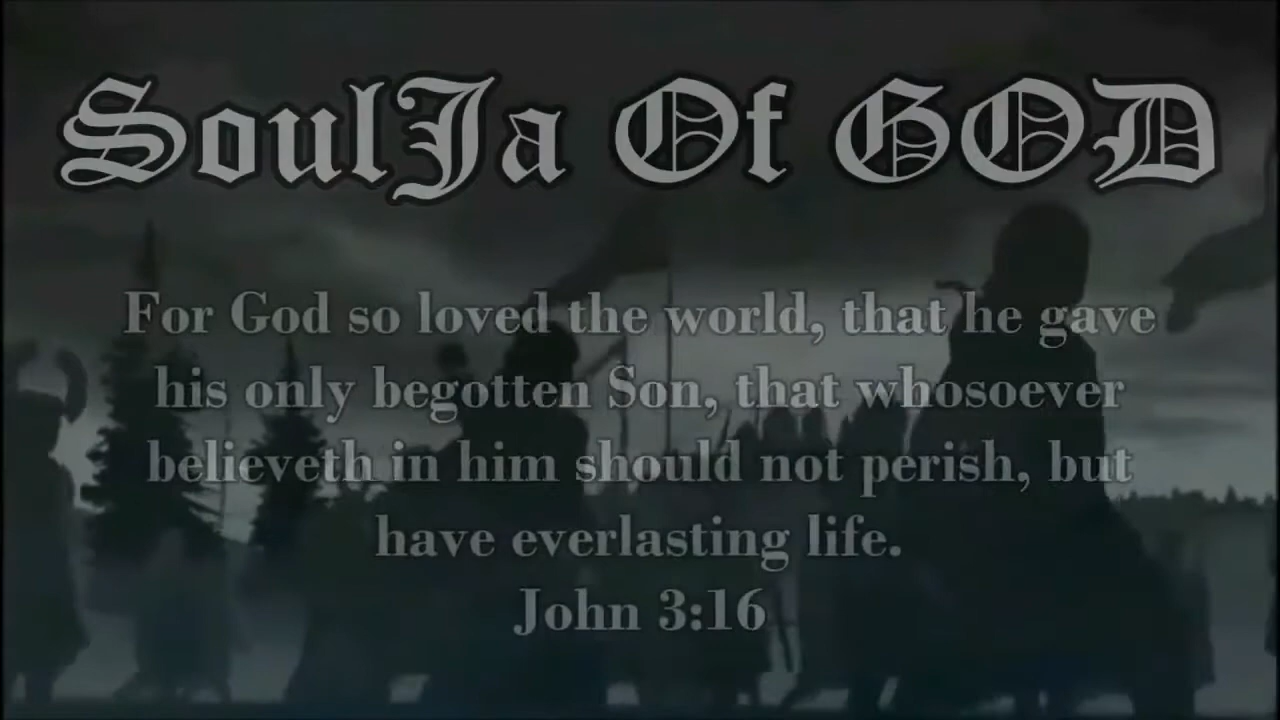 SoulJa Of GOD
For God so loved the world, that he gave
his only begotten Son, that whosoever
believeth in him should not perish, but
have everlasting life.
John 3:16